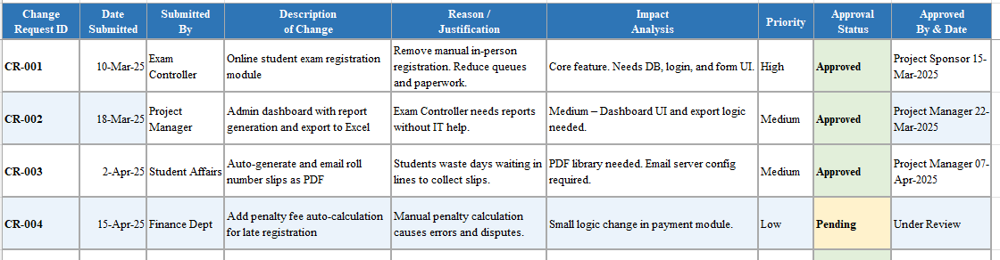 Change Request ID	Date Submitted	Submitted By	Description of Change	Reason / Justification	Impact Analysis	Priority	Approval Status	Approved By & Date
CR-001	10-Mar-25	Exam Controller	Online student exam registration module	Remove manual in-person registration. Reduce queues and paperwork.	Core feature. Needs DB, login, and form UI.	High	Approved	Project Sponsor 15-Mar-2025
CR-002	18-Mar-25	Project Manager	Admin dashboard with report generation and export to Excel	Exam Controller needs reports without IT help.	Medium – Dashboard UI and export logic needed.	Medium	Approved	Project Manager 22-Mar-2025
CR-003	2-Apr-25	Student Affairs	Auto-generate and email roll number slips as PDF	Students waste days waiting in lines to collect slips.	PDF library needed. Email server config required.	Medium	Approved	Project Manager 07-Apr-2025
CR-004	15-Apr-25	Finance Dept	Add penalty fee auto-calculation for late registration	Manual penalty calculation causes errors and disputes.	Small logic change in payment module.	Low	Pending	Under Review